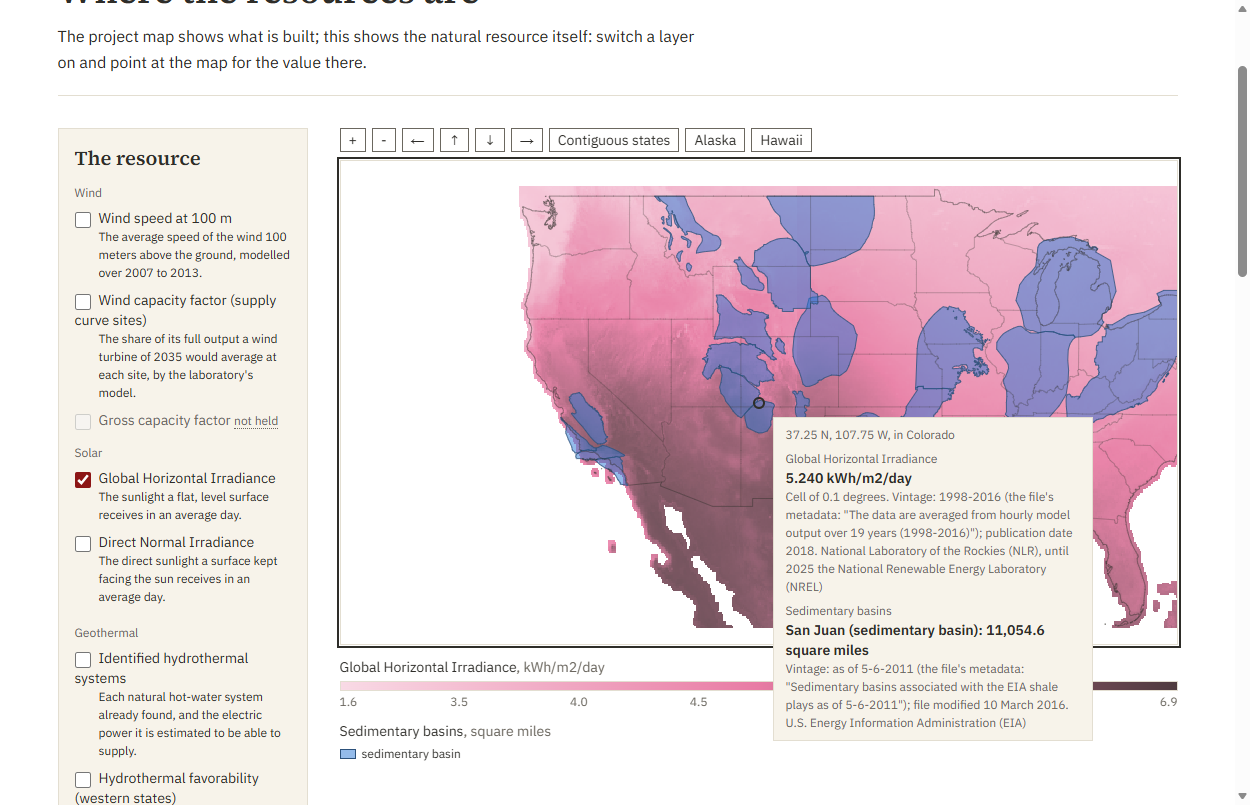 Where the resources are
The project map shows what is built; this shows the natural resource itself: switch a layer
on and point at the map for the value there.
The resource
Wind
Wind speed at 100 m
The average speed of the wind 100
meters above the ground, modelled
over 2007 to 2013.
Wind capacity factor (supply
curve sites)
The share of its full output a wind
turbine of 2035 would average at
each site, by the laboratory's
model.
Gross capacity factor not held
Solar
Global Horizontal Irradiance
The sunlight a flat, level surface
receives in an average day.
Direct Normal Irradiance
The direct sunlight a surface kept
facing the sun receives in an
average day.
Geothermal
Identified hydrothermal
systems
Each natural hot-water system
already found, and the electric
power it is estimated to be able to
supply.
Hydrothermal favorability
(western states)
+ - ← ↑ ↓ → Contiguous states Alaska Hawaii
37.25 N, 107.75 W, in Colorado
Global Horizontal Irradiance
5.240 kWh/m2/day
Cell of 0.1 degrees. Vintage: 1998-2016 (the file's
metadata: "The data are averaged from hourly model
output over 19 years (1998-2016)"); publication date
2018. National Laboratory of the Rockies (NLR), until
2025 the National Renewable Energy Laboratory
(NREL)
Sedimentary basins
San Juan (sedimentary basin): 11,054.6
square miles
Vintage: as of 5-6-2011 (the file's metadata:
"Sedimentary basins associated with the EIA shale
plays as of 5-6-2011"); file modified 10 March 2016.
U.S. Energy Information Administration (EIA)
Global Horizontal Irradiance, kWh/m2/day
1.6 3.5 4.0 4.5 6.9
Sedimentary basins, square miles
sedimentary basin